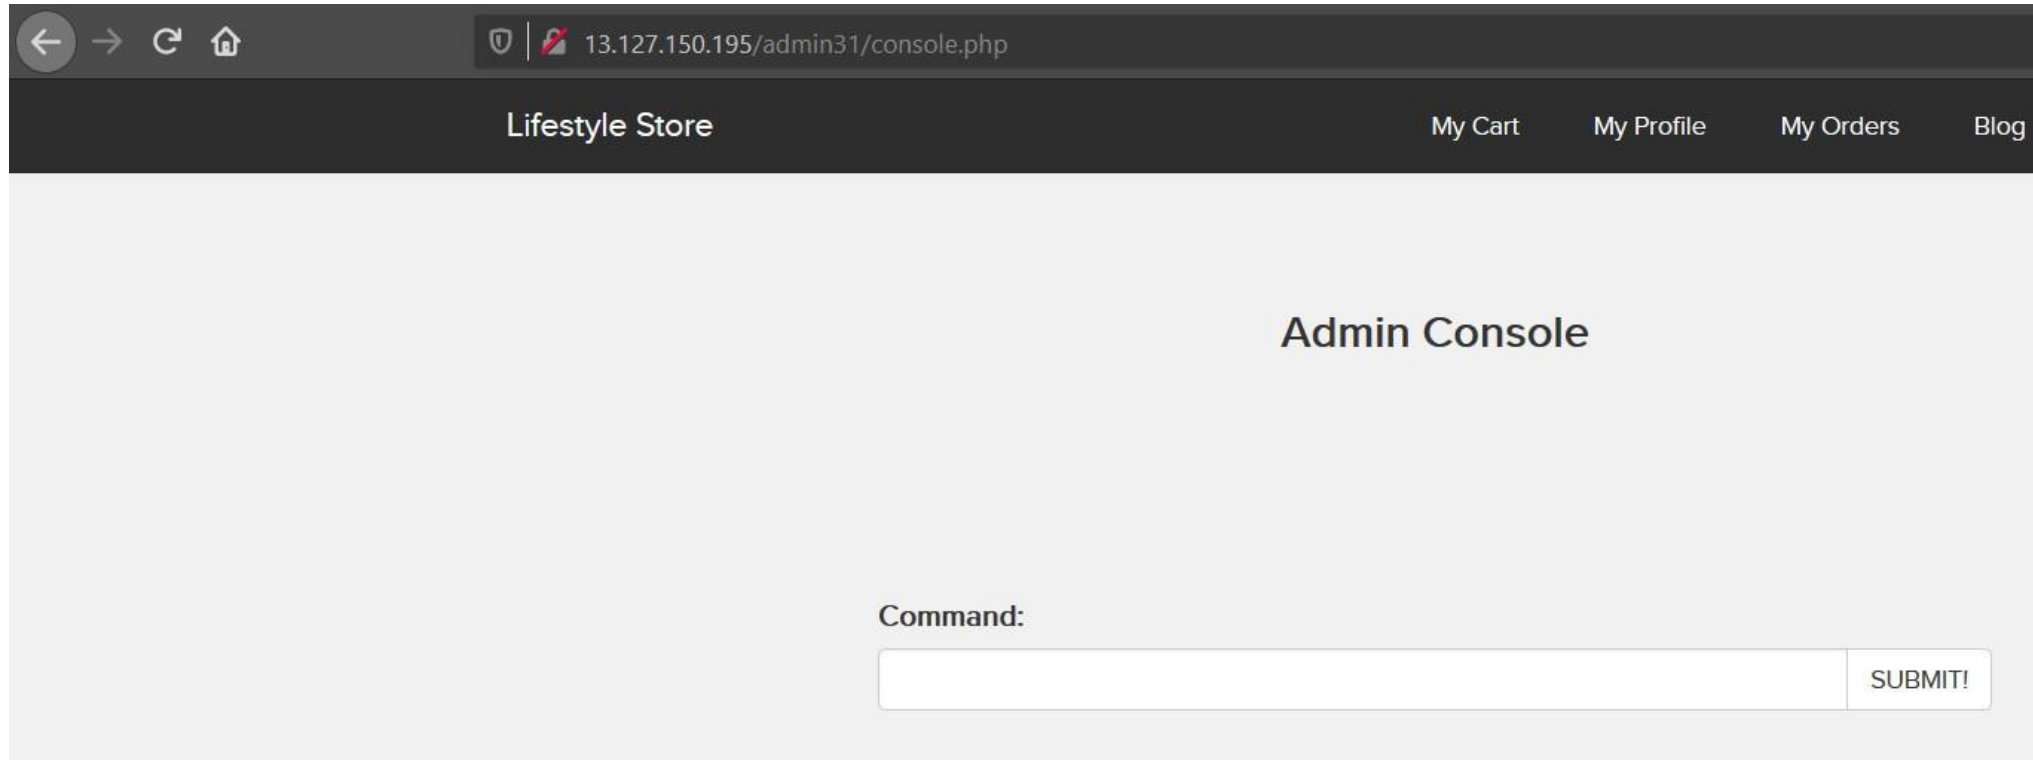 13.127.150.195/admin31/console.php
Lifestyle Store My Cart My Profile My Orders Blog
Admin Console
Command:
SUBMIT!